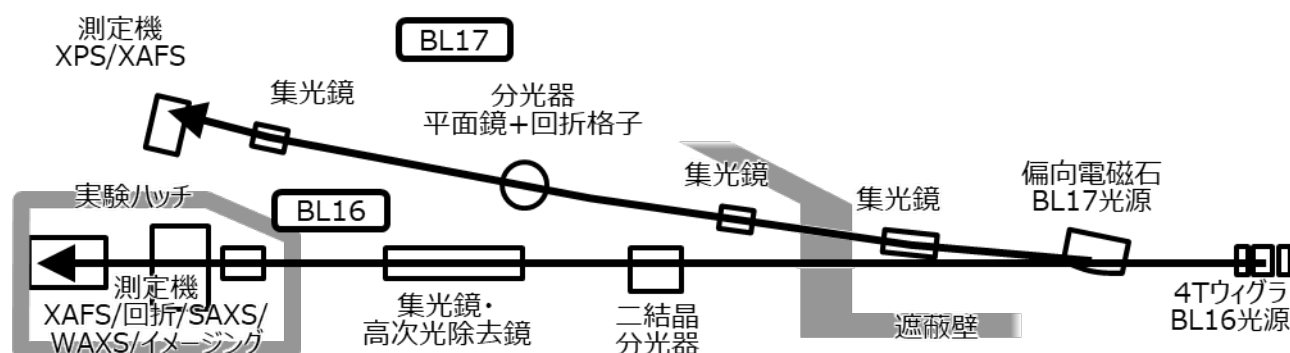 測定機
XPS/XAFS
BL17
集光鏡
分光器
平面鏡+回折格子
集光鏡
集光鏡
偏向電磁石
BL17光源
実験ハッチ
BL16
測定機
XAFS/回折/SAXS/
WAXS/イメージング
集光鏡・
高次光除去鏡
二結晶
分光器
遮蔽壁
4Tウィグラ
BL16光源